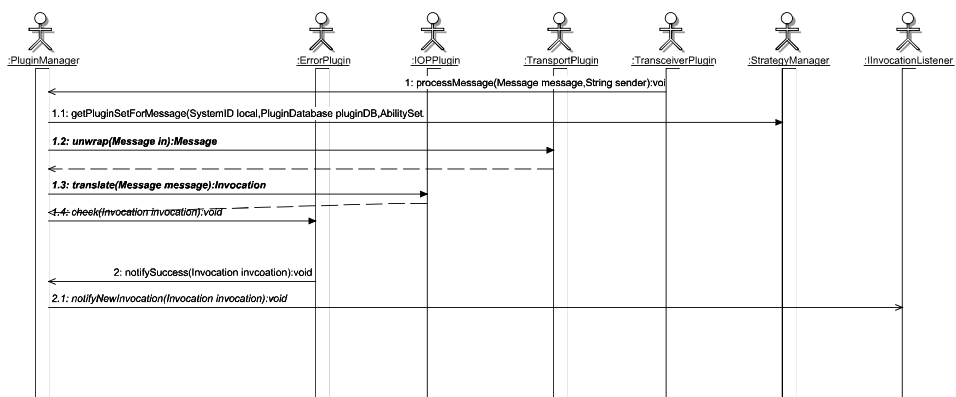 :PluginManager
:ErrorPlugin
:IOPPlugin
:TransportPlugin
:TransceiverPlugin
:StrategyManager
:IInvocationListener
1: processMessage(Message message,String sender):voi
1.1: getPluginSetForMessage(SystemID local,PluginDatabase pluginDB,AbilitySet
1.2: unwrap(Message in):Message
1.3: translate(Message message):Invocation
1.4: check(Invocation invocation):void
2: notifySuccess(Invocation invcoation):void
2.1: notifyNewInvocation(Invocation invocation):void